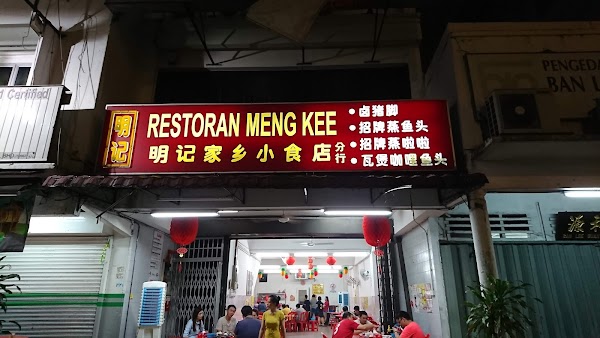 d Certified
明记
RESTORAN MENG KEE
明记家乡小食店分行
• 卤猪脚
• 招牌蒸鱼头
• 招牌蒸啦啦
• 瓦煲咖喱鱼头
PENGEDA
BAN L